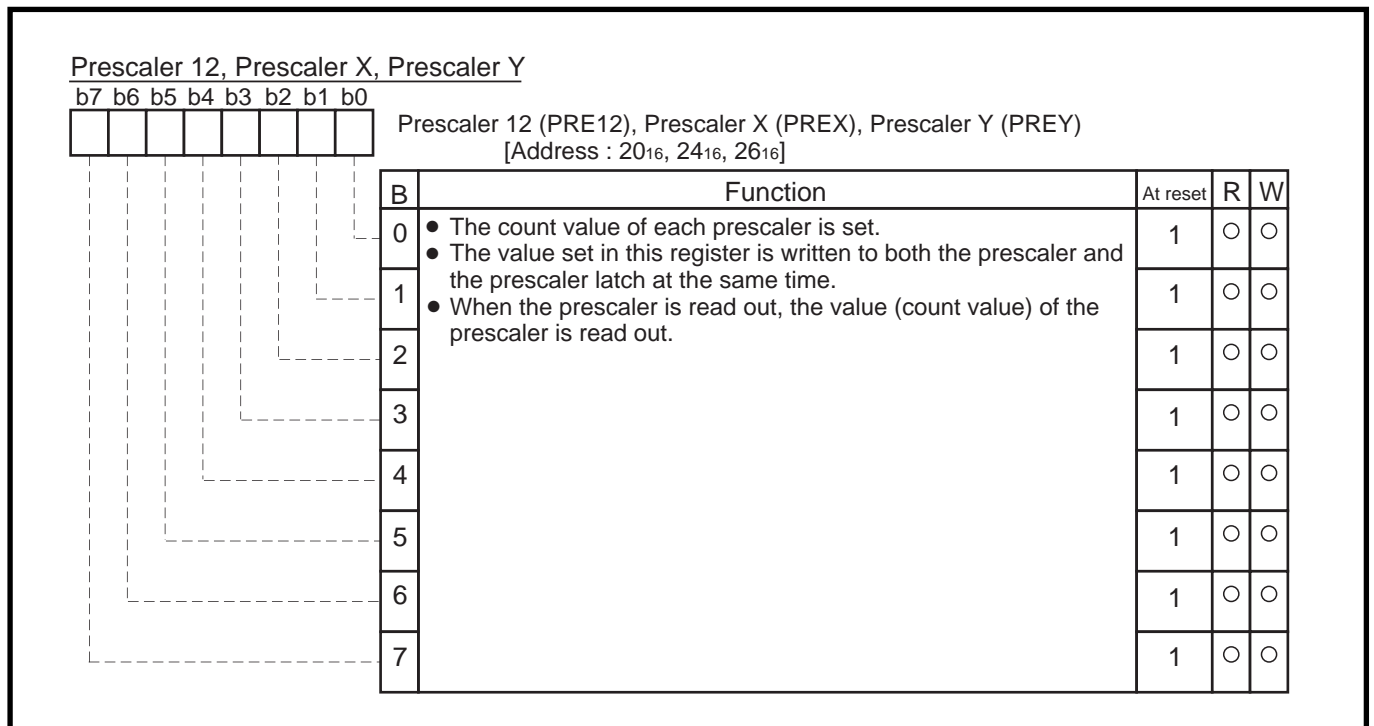 Prescaler 12, Prescaler X, Prescaler Y
b7 b6 b5 b4 b3 b2 b1 b0
Prescaler 12 (PRE12), Prescaler X (PREX), Prescaler Y (PREY)
[Address : 20₁₆, 24₁₆, 26₁₆]
B Function At reset R W
0 ● The count value of each prescaler is set. 1 ○ ○
● The value set in this register is written to both the prescaler and
the prescaler latch at the same time.
1 ● When the prescaler is read out, the value (count value) of the 1 ○ ○
prescaler is read out.
2 1 ○ ○
3 1 ○ ○
4 1 ○ ○
5 1 ○ ○
6 1 ○ ○
7 1 ○ ○